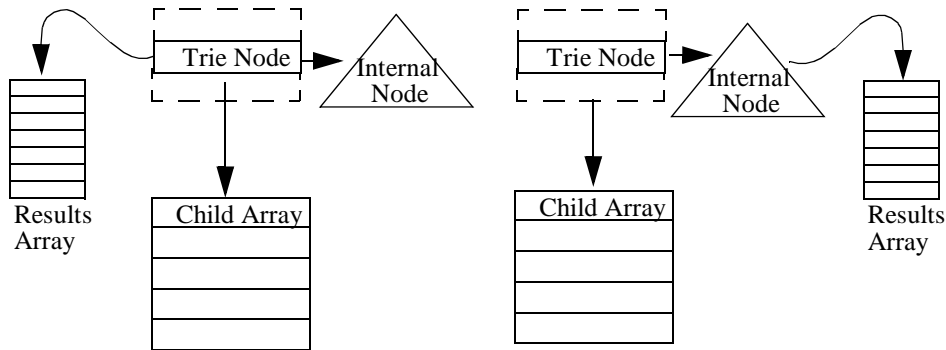 Trie Node
Internal
Node
Results
Array
Child Array
Trie Node
Internal
Node
Child Array
Results
Array